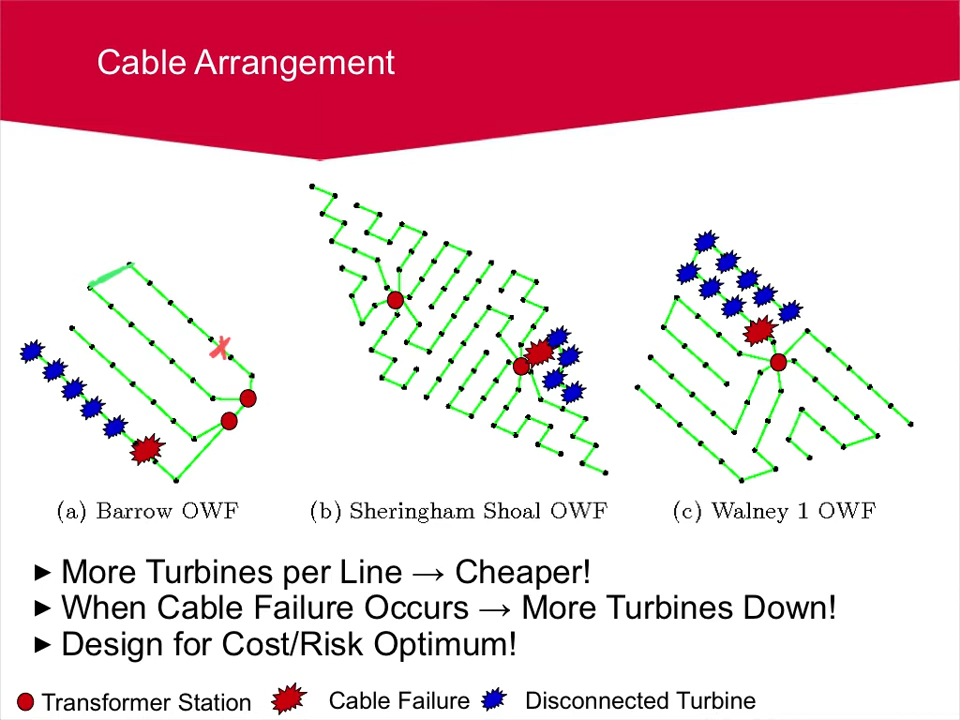 Cable Arrangement
(a) Barrow OWF
(b) Sheringham Shoal OWF
(c) Walney 1 OWF
▶ More Turbines per Line → Cheaper!
▶ When Cable Failure Occurs → More Turbines Down!
▶ Design for Cost/Risk Optimum!
Transformer Station
Cable Failure
Disconnected Turbine